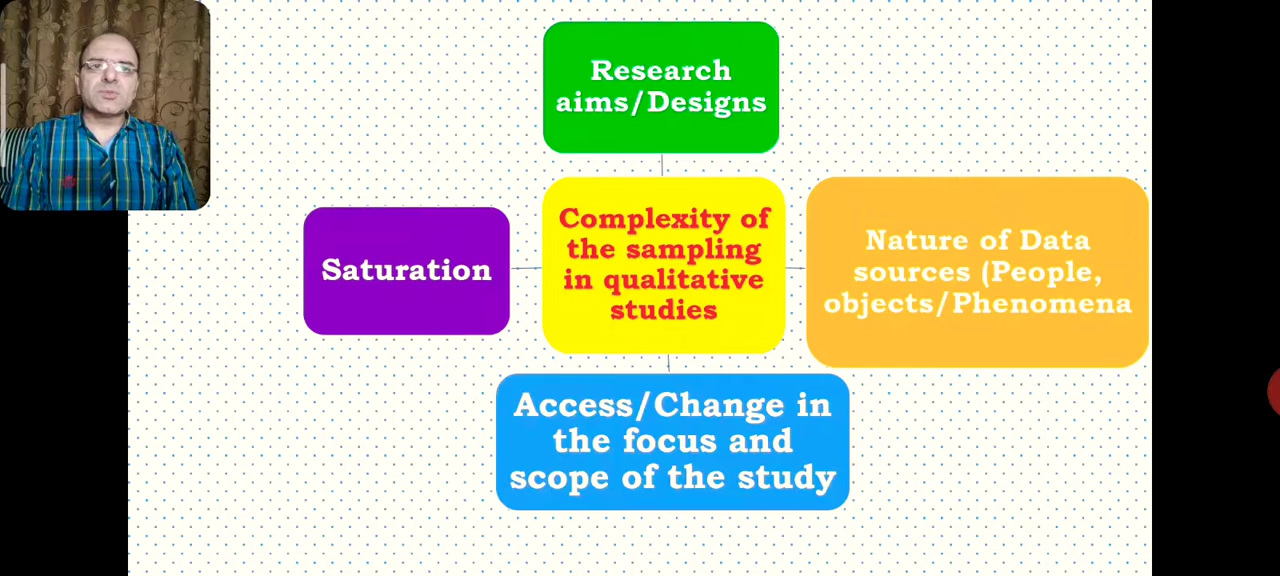 Research
aims/Designs
Saturation
Complexity of
the sampling
in qualitative
studies
Nature of Data
sources (People,
objects/Phenomena
Access/Change in
the focus and
scope of the study